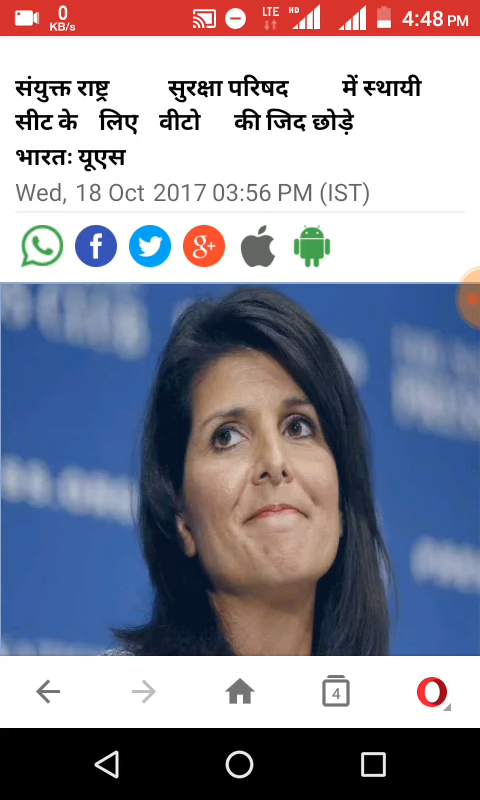 0
KB/s
LTE
HD
4:48 PM
संयुक्त राष्ट्र सुरक्षा परिषद में स्थायी
सीट के लिए वीटो की जिद छोड़े
भारतः यूएस
Wed, 18 Oct 2017 03:56 PM (IST)
f
g+
CLUB
4